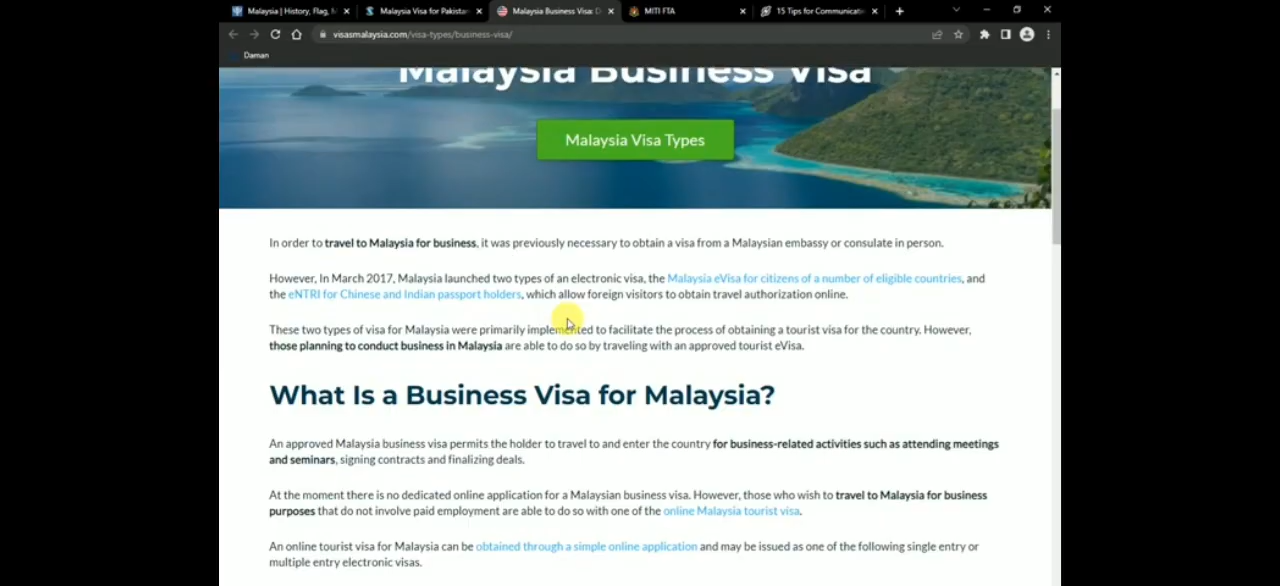 Malaysia | History, Flag, M
Malaysia Visa for Pakistan
Malaysia Business Visa: D
MITI FTA
15 Tips for Communicati
visasmalaysia.com/visa-types/business-visa/
Daman
Malaysia Business Visa
Malaysia Visa Types
In order to travel to Malaysia for business, it was previously necessary to obtain a visa from a Malaysian embassy or consulate in person.
However, In March 2017, Malaysia launched two types of an electronic visa, the Malaysia eVisa for citizens of a number of eligible countries, and
the eNTRI for Chinese and Indian passport holders, which allow foreign visitors to obtain travel authorization online.
These two types of visa for Malaysia were primarily implemented to facilitate the process of obtaining a tourist visa for the country. However,
those planning to conduct business in Malaysia are able to do so by traveling with an approved tourist eVisa.
What Is a Business Visa for Malaysia?
An approved Malaysia business visa permits the holder to travel to and enter the country for business-related activities such as attending meetings
and seminars, signing contracts and finalizing deals.
At the moment there is no dedicated online application for a Malaysian business visa. However, those who wish to travel to Malaysia for business
purposes that do not involve paid employment are able to do so with one of the online Malaysia tourist visa.
An online tourist visa for Malaysia can be obtained through a simple online application and may be issued as one of the following single entry or
multiple entry electronic visas.